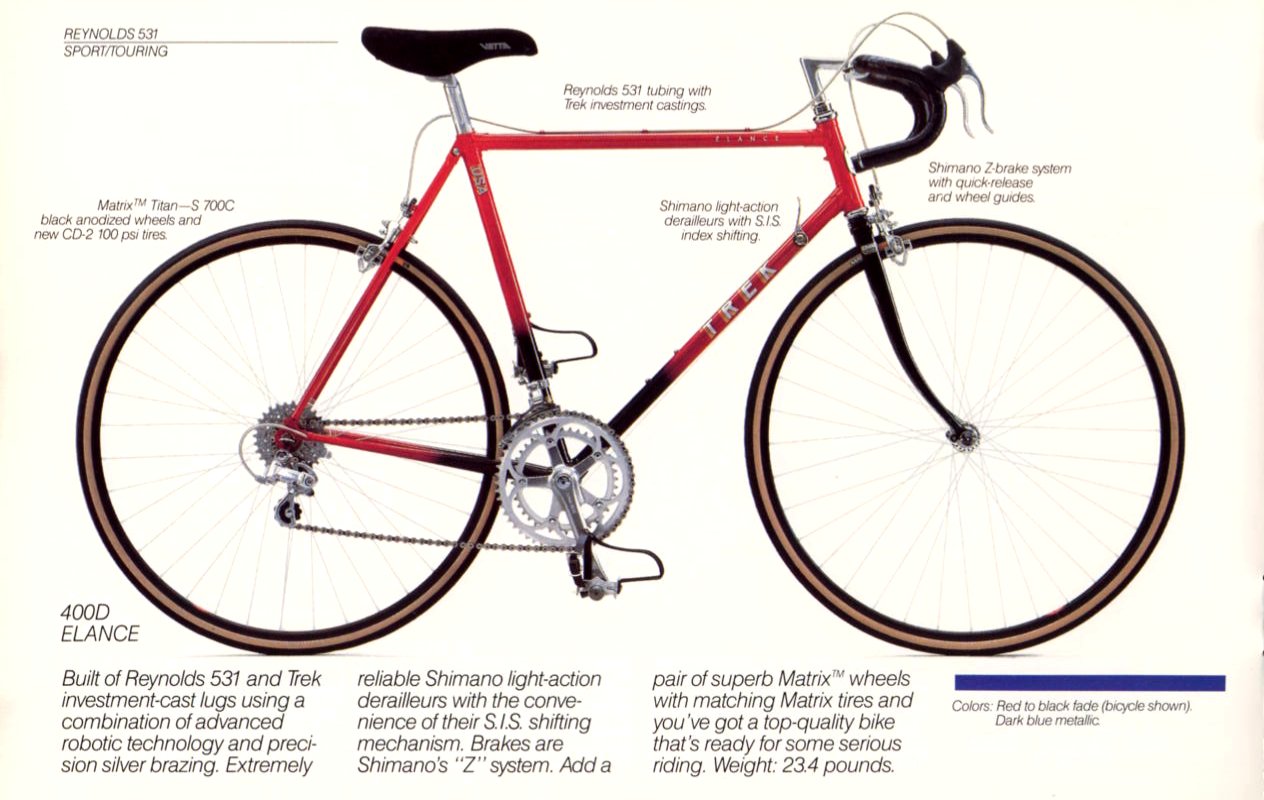 REYNOLDS 531
SPORT/TOURING
VETTA
Reynolds 531 tubing with
Trek investment castings.
ELANCE
USA
Shimano Z-brake system
with quick-release
and wheel guides.
Matrix™ Titan—S 700C
black anodized wheels and
new CD-2 100 psi tires.
Shimano light-action
derailleurs with S.I.S.
index shifting.
TREK
400D
ELANCE
Built of Reynolds 531 and Trek
investment-cast lugs using a
combination of advanced
robotic technology and preci-
sion silver brazing. Extremely
reliable Shimano light-action
derailleurs with the conve-
nience of their S.I.S. shifting
mechanism. Brakes are
Shimano's "Z" system. Add a
pair of superb Matrix™ wheels
with matching Matrix tires and
you've got a top-quality bike
that's ready for some serious
riding. Weight: 23.4 pounds.
Colors: Red to black fade (bicycle shown).
Dark blue metallic.